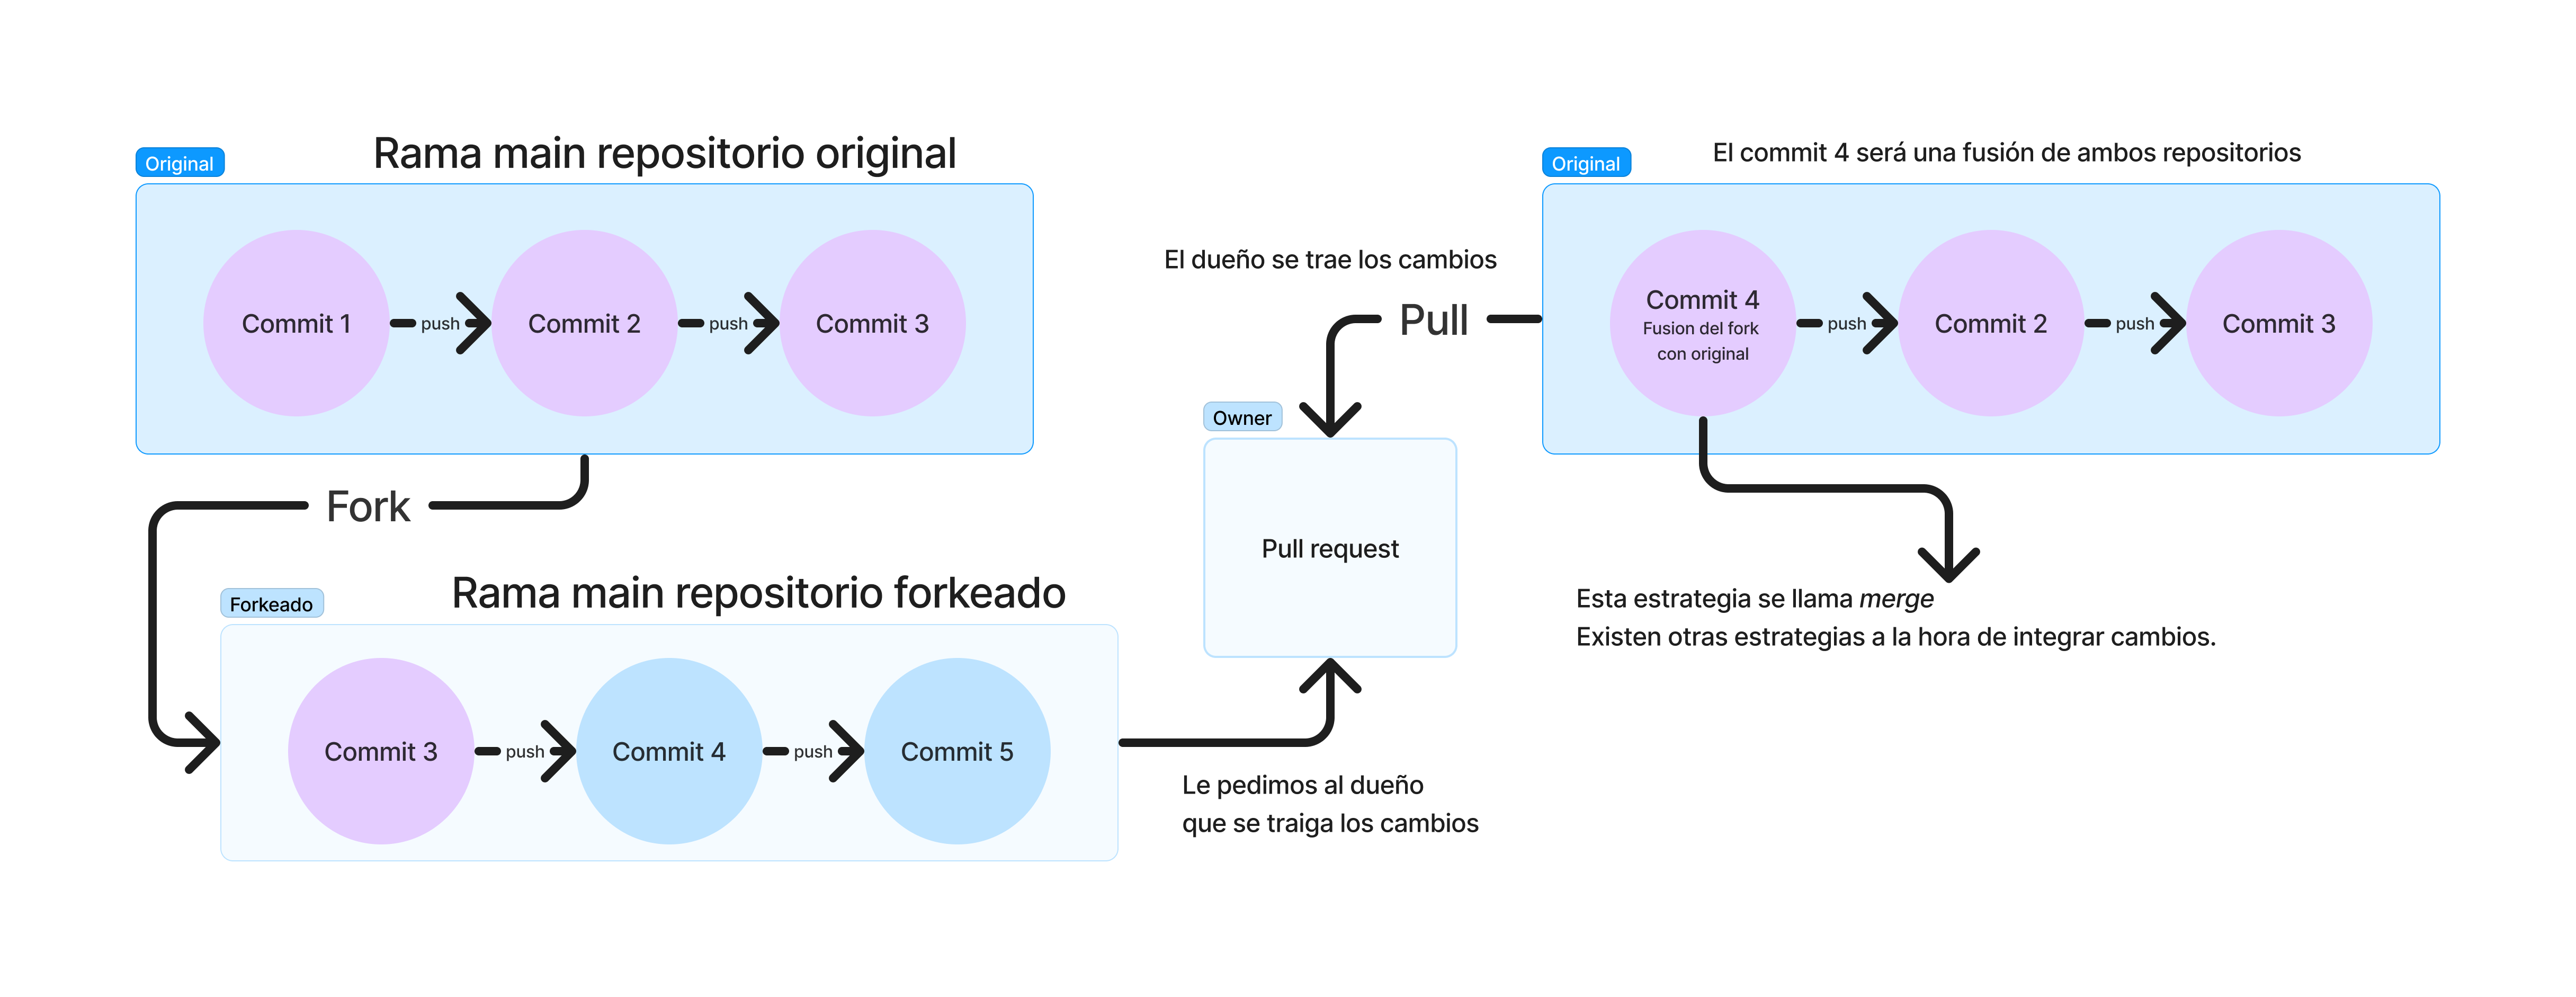 Original
Rama main repositorio original
Commit 1
push
Commit 2
push
Commit 3
Fork
Forkeado
Rama main repositorio forkeado
Commit 3
push
Commit 4
push
Commit 5
Le pedimos al dueño
que se traiga los cambios
Owner
Pull request
El dueño se trae los cambios
Pull
Original
El commit 4 será una fusión de ambos repositorios
Commit 4
Fusion del fork
con original
push
Commit 2
push
Commit 3
Esta estrategia se llama merge
Existen otras estrategias a la hora de integrar cambios.